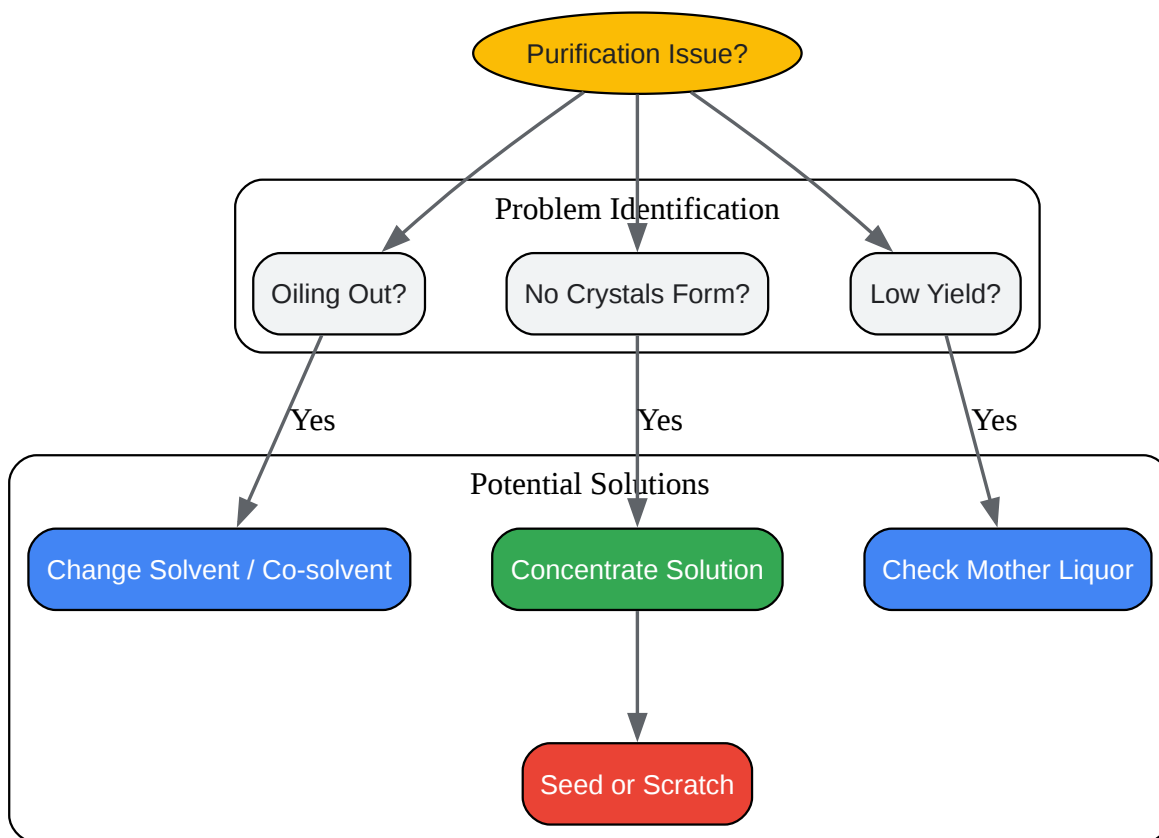 Purification Issue?
Problem Identification
Oiling Out?
No Crystals Form?
Low Yield?
Yes
Yes
Yes
Potential Solutions
Change Solvent / Co-solvent
Concentrate Solution
Check Mother Liquor
Seed or Scratch